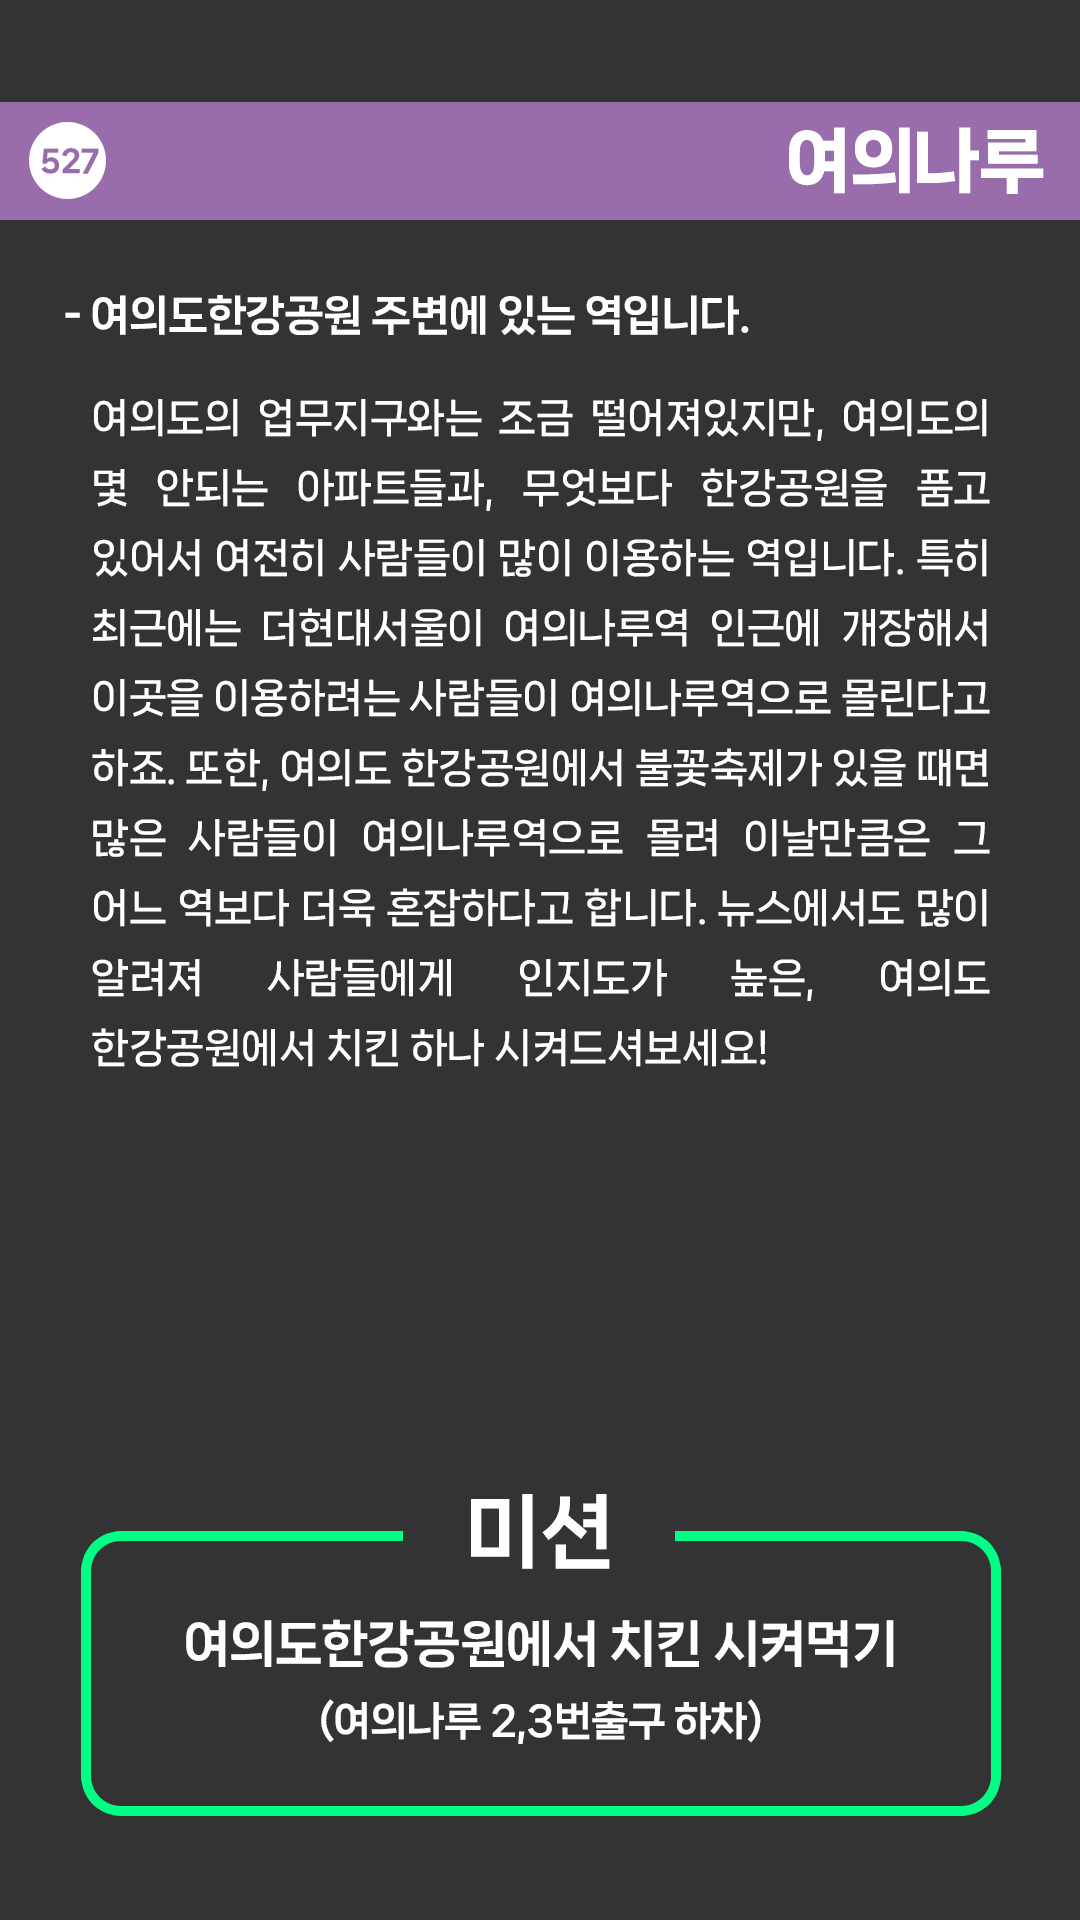 527
여의나루
- 여의도한강공원 주변에 있는 역입니다.
여의도의 업무지구와는 조금 떨어져있지만, 여의도의
몇 안되는 아파트들과, 무엇보다 한강공원을 품고
있어서 여전히 사람들이 많이 이용하는 역입니다. 특히
최근에는 더현대서울이 여의나루역 인근에 개장해서
이곳을 이용하려는 사람들이 여의나루역으로 몰린다고
하죠. 또한, 여의도 한강공원에서 불꽃축제가 있을 때면
많은 사람들이 여의나루역으로 몰려 이날만큼은 그
어느 역보다 더욱 혼잡하다고 합니다. 뉴스에서도 많이
알려져 사람들에게 인지도가 높은, 여의도
한강공원에서 치킨 하나 시켜드셔보세요!
미션
여의도한강공원에서 치킨 시켜먹기
(여의나루 2,3번출구 하차)